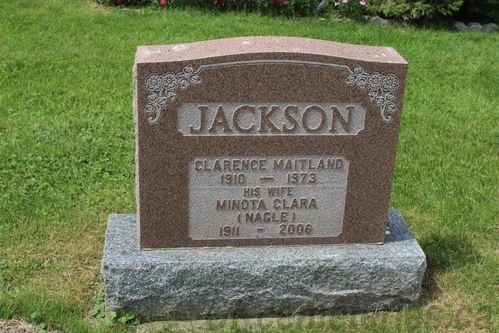 JACKSON
CLARENCE MAITLAND
1910 — 1973
HIS WIFE
MINOTA CLARA
(NAGLE)
1911 - 2006